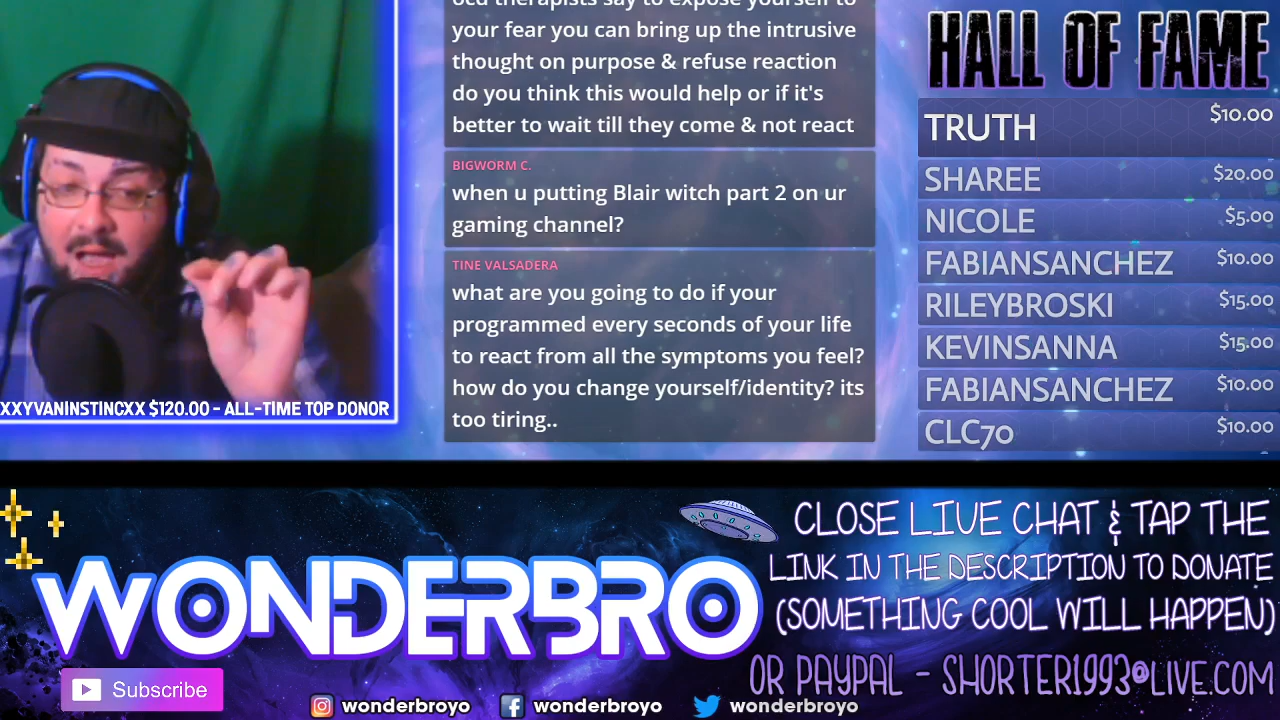 ocd therapists say to expose yourself to
your fear you can bring up the intrusive
thought on purpose & refuse reaction
do you think this would help or if it's
better to wait till they come & not react
BIGWORM C.
when u putting Blair witch part 2 on ur
gaming channel?
TINE VALSADERA
what are you going to do if your
programmed every seconds of your life
to react from all the symptoms you feel?
how do you change yourself/identity? its
too tiring..
XXYVANINSTINCXX $120.00 - ALL-TIME TOP DONOR
HALL OF FAME
TRUTH $10.00
SHAREE $20.00
NICOLE $5.00
FABIANSANCHEZ $10.00
RILEYBROSKI $15.00
KEVINSANNA $15.00
FABIANSANCHEZ $10.00
CLC70 $10.00
WONDERBRO
CLOSE LIVE CHAT & TAP THE
LINK IN THE DESCRIPTION TO DONATE
(SOMETHING COOL WILL HAPPEN)
OR PAYPAL - SHORTER1993@LIVE.COM
Subscribe
wonderbroyo wonderbroyo wonderbroyo